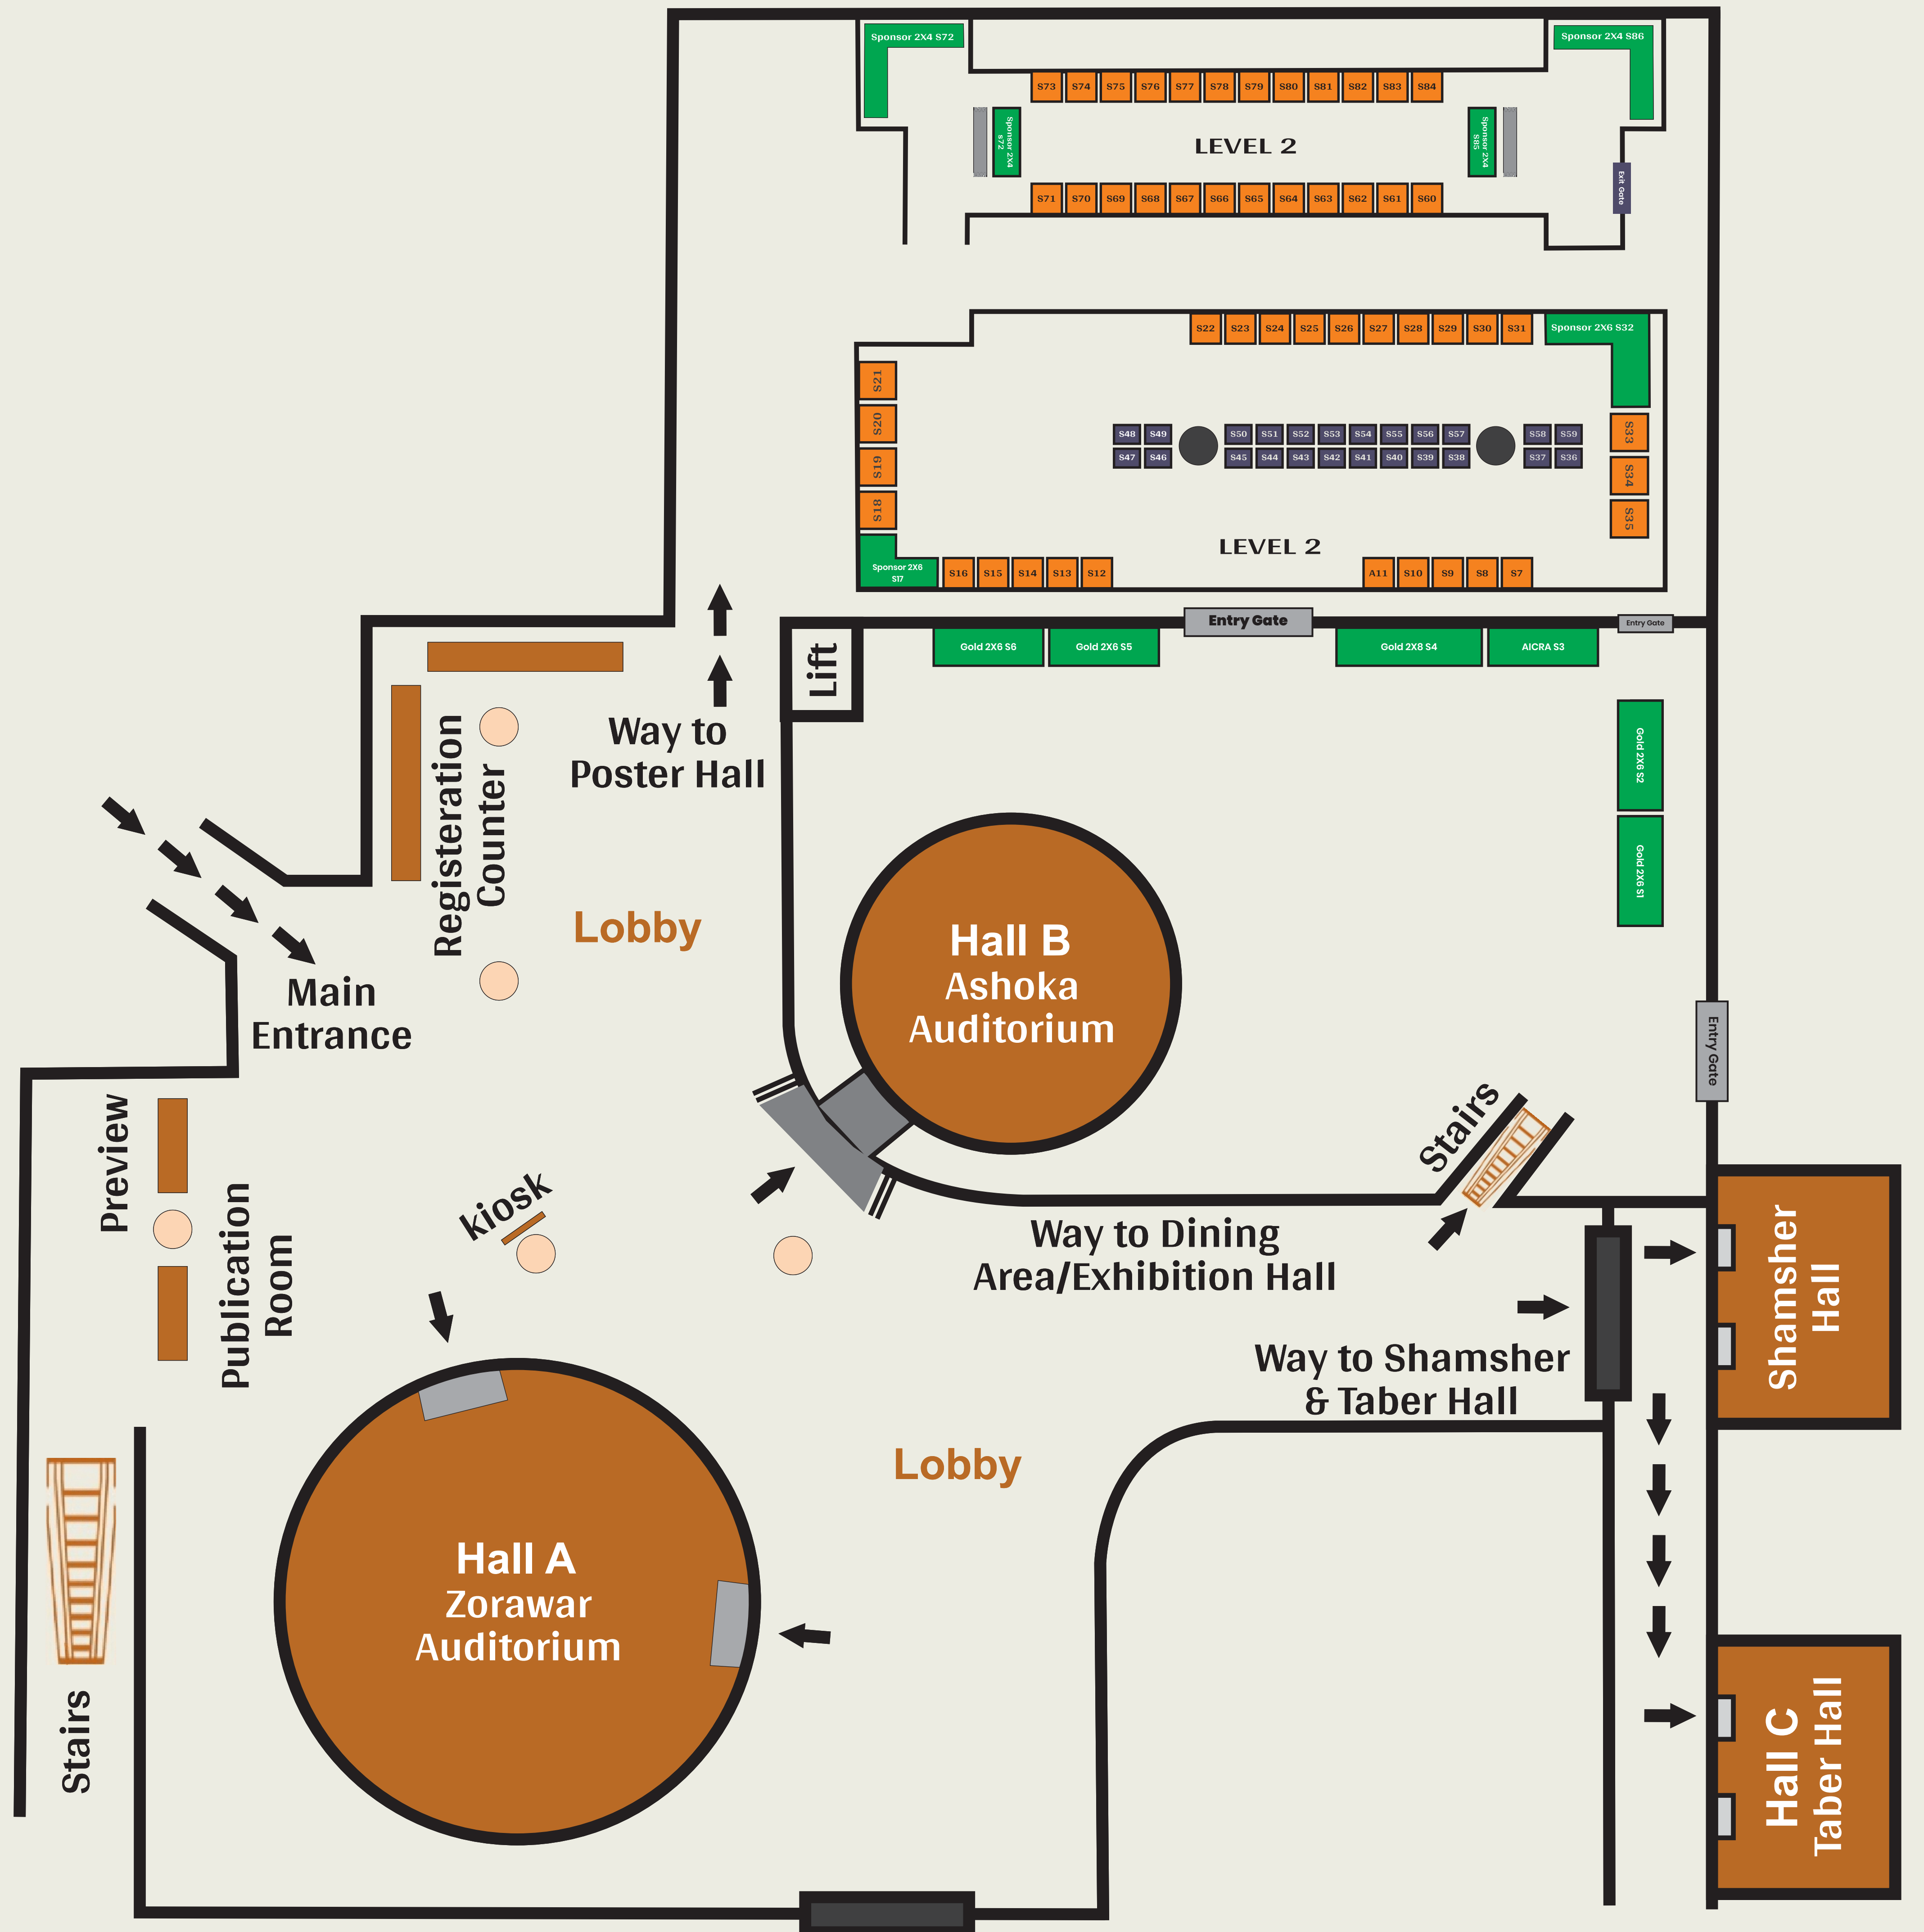 Sponsor 2X4 S72
Sponsor 2X4 S86
S73 S74 S75 S76 S77 S78 S79 S80 S81 S82 S83 S84
Sponsor 2X4
s72
LEVEL 2
Sponsor 2X4
S85
Exit Gate
S71 S70 S69 S68 S67 S66 S65 S64 S63 S62 S61 S60
S22 S23 S24 S25 S26 S27 S28 S29 S30 S31
Sponsor 2X6 S32
S21
S20
S19
S18
S48 S49 S50 S51 S52 S53 S54 S55 S56 S57 S58 S59
S47 S46 S45 S44 S43 S42 S41 S40 S39 S38 S37 S36
S33
S34
S35
LEVEL 2
Sponsor 2X6
S17
S16 S15 S14 S13 S12
A11 S10 S9 S8 S7
Entry Gate
Entry Gate
Lift
Gold 2X6 S6
Gold 2X6 S5
Gold 2X8 S4
AICRA S3
Gold 2X6 S2
Gold 2X6 S1
Way to
Poster Hall
Registeration
Counter
Lobby
Main
Entrance
Hall B
Ashoka
Auditorium
Entry Gate
Stairs
Preview
Publication
Room
kiosk
Way to Dining
Area/Exhibition Hall
Way to Shamsher
& Taber Hall
Shamsher
Hall
Lobby
Hall A
Zorawar
Auditorium
Stairs
Hall C
Taber Hall